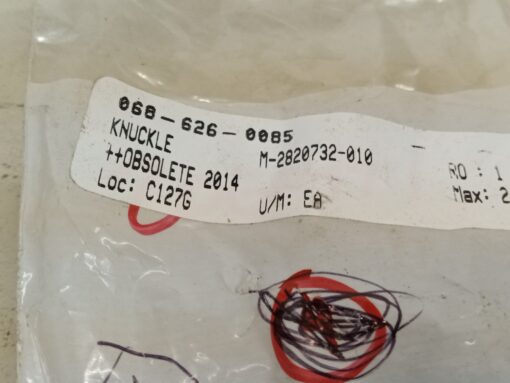 068-626-0085
KNUCKLE M-2820732-010
++OBSOLETE 2014 RO : 1
Loc: C127G U/M: EA Max: 2